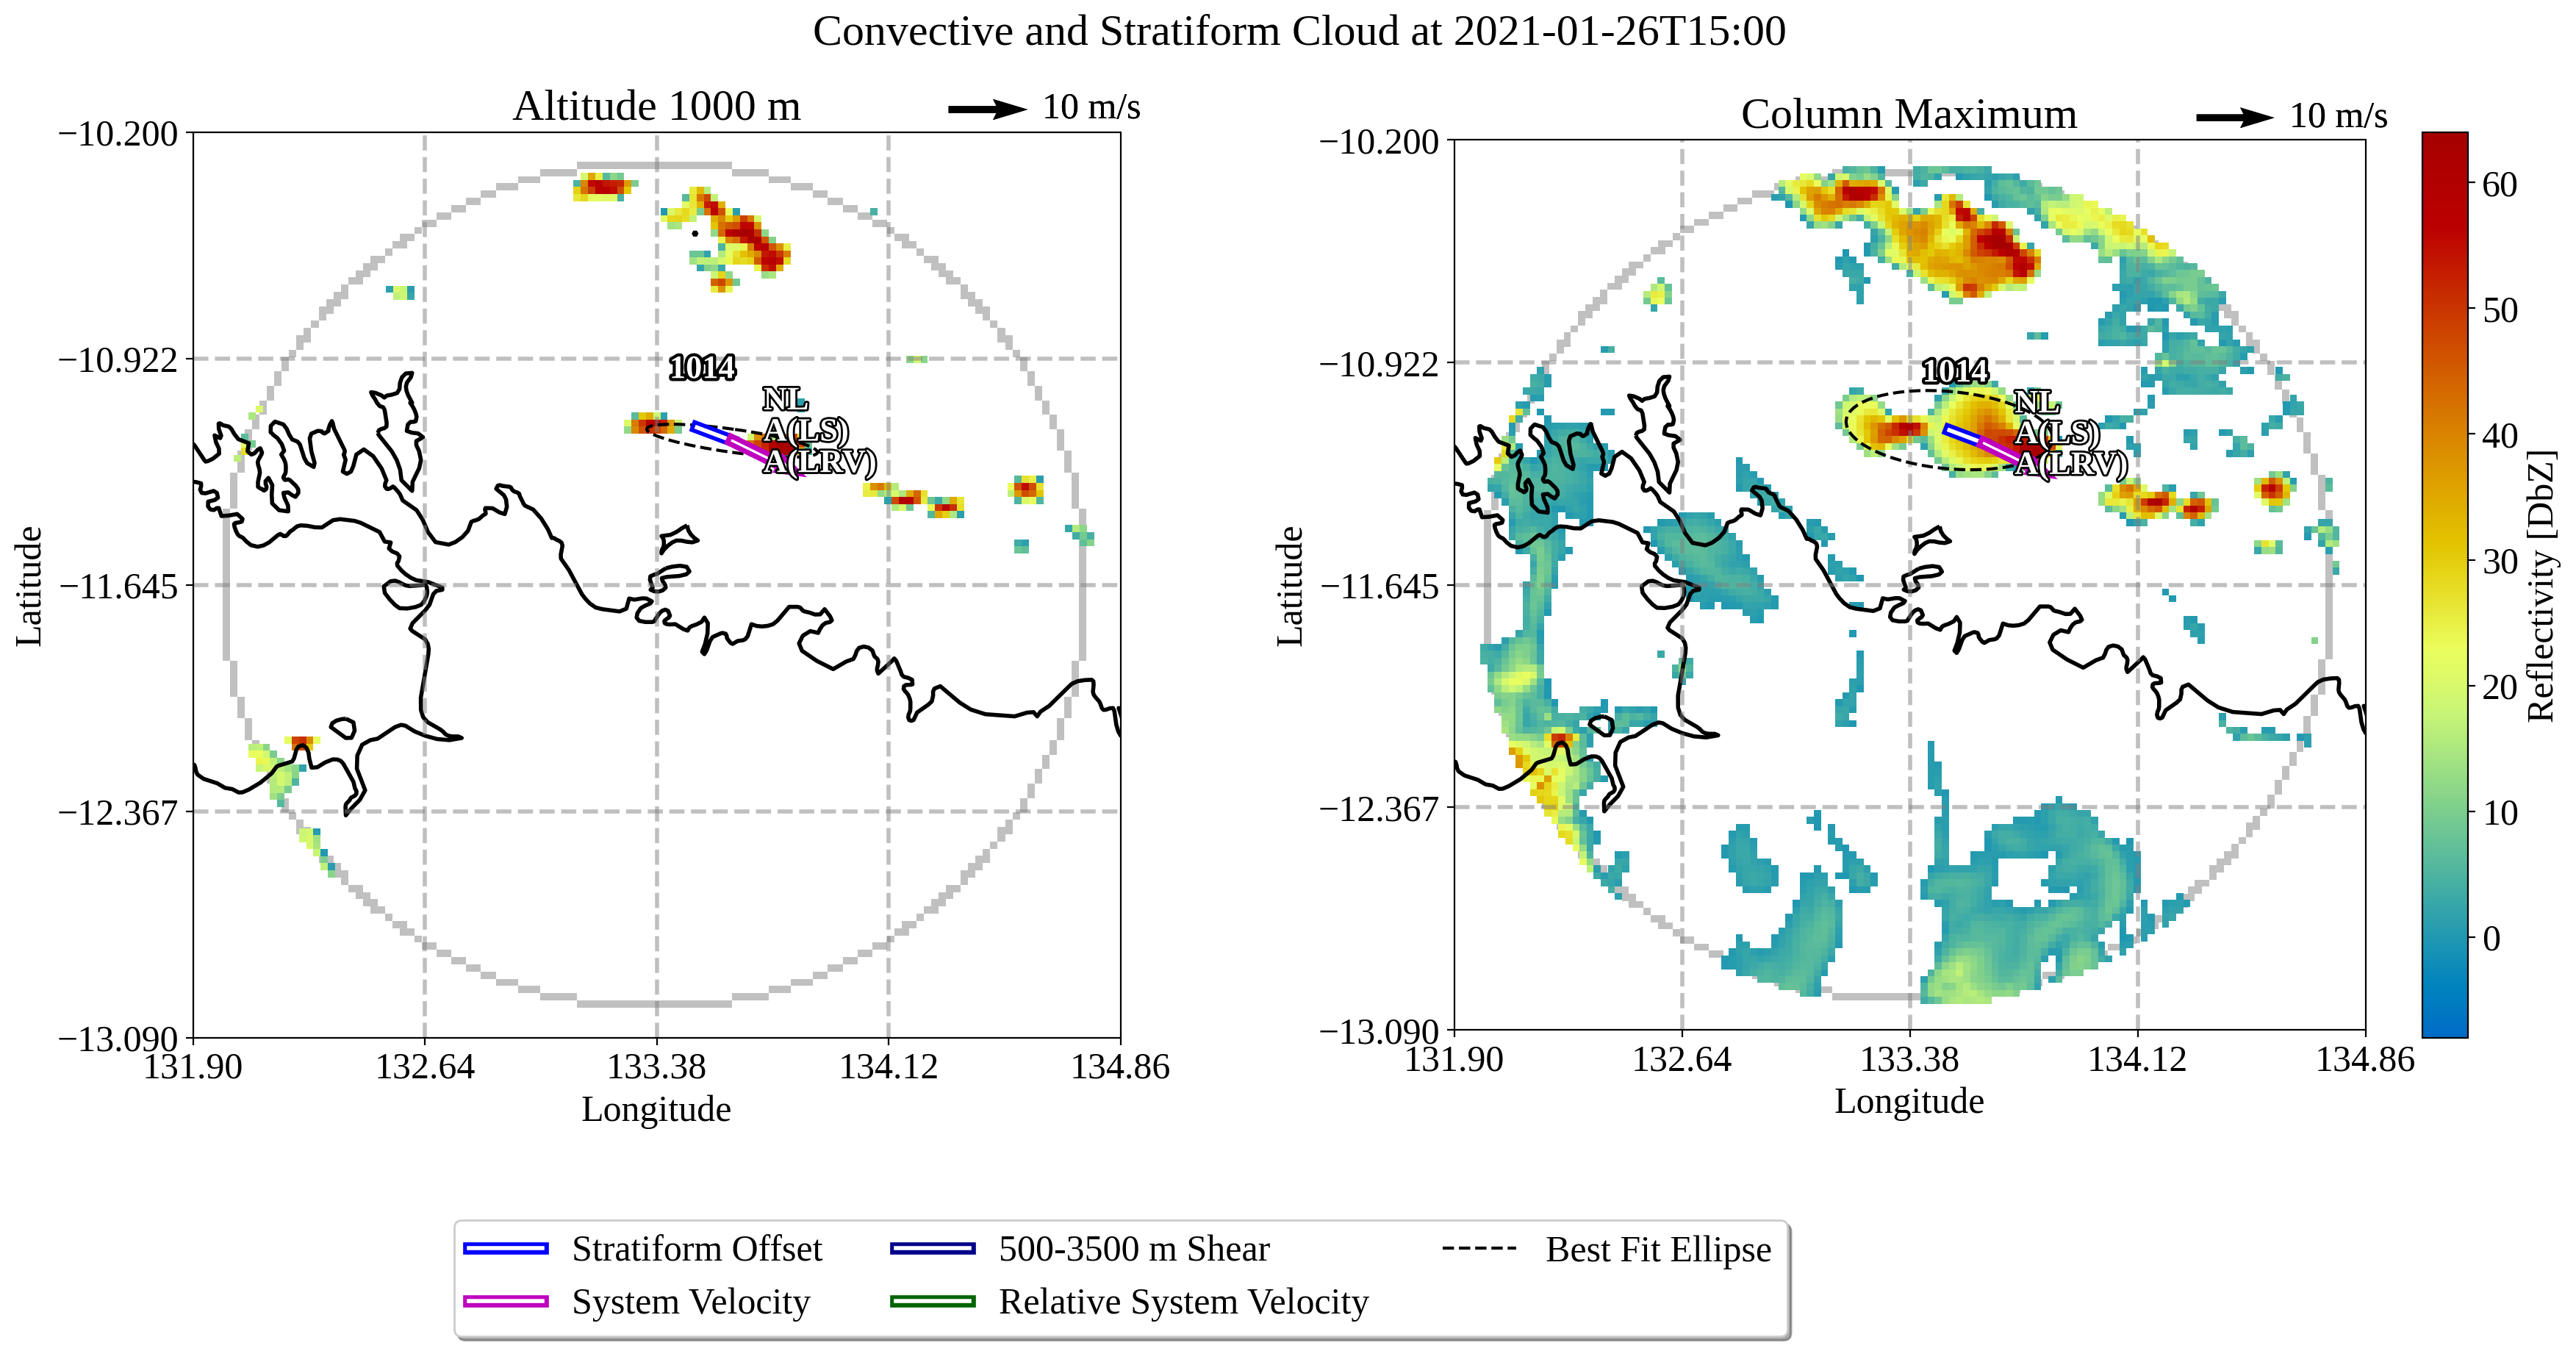 Convective and Stratiform Cloud at 2021-01-26T15:00
Altitude 1000 m
10 m/s
−10.200
−10.922
−11.645
−12.367
−13.090
Latitude
1014
NL
A(LS)
A(LRV)
131.90
132.64
133.38
134.12
134.86
Longitude
Column Maximum
10 m/s
−10.200
−10.922
−11.645
−12.367
−13.090
Latitude
1014
NL
A(LS)
A(LRV)
131.90
132.64
133.38
134.12
134.86
Longitude
60
50
40
30
20
10
0
Reflectivity [DbZ]
Stratiform Offset
System Velocity
500-3500 m Shear
Relative System Velocity
Best Fit Ellipse